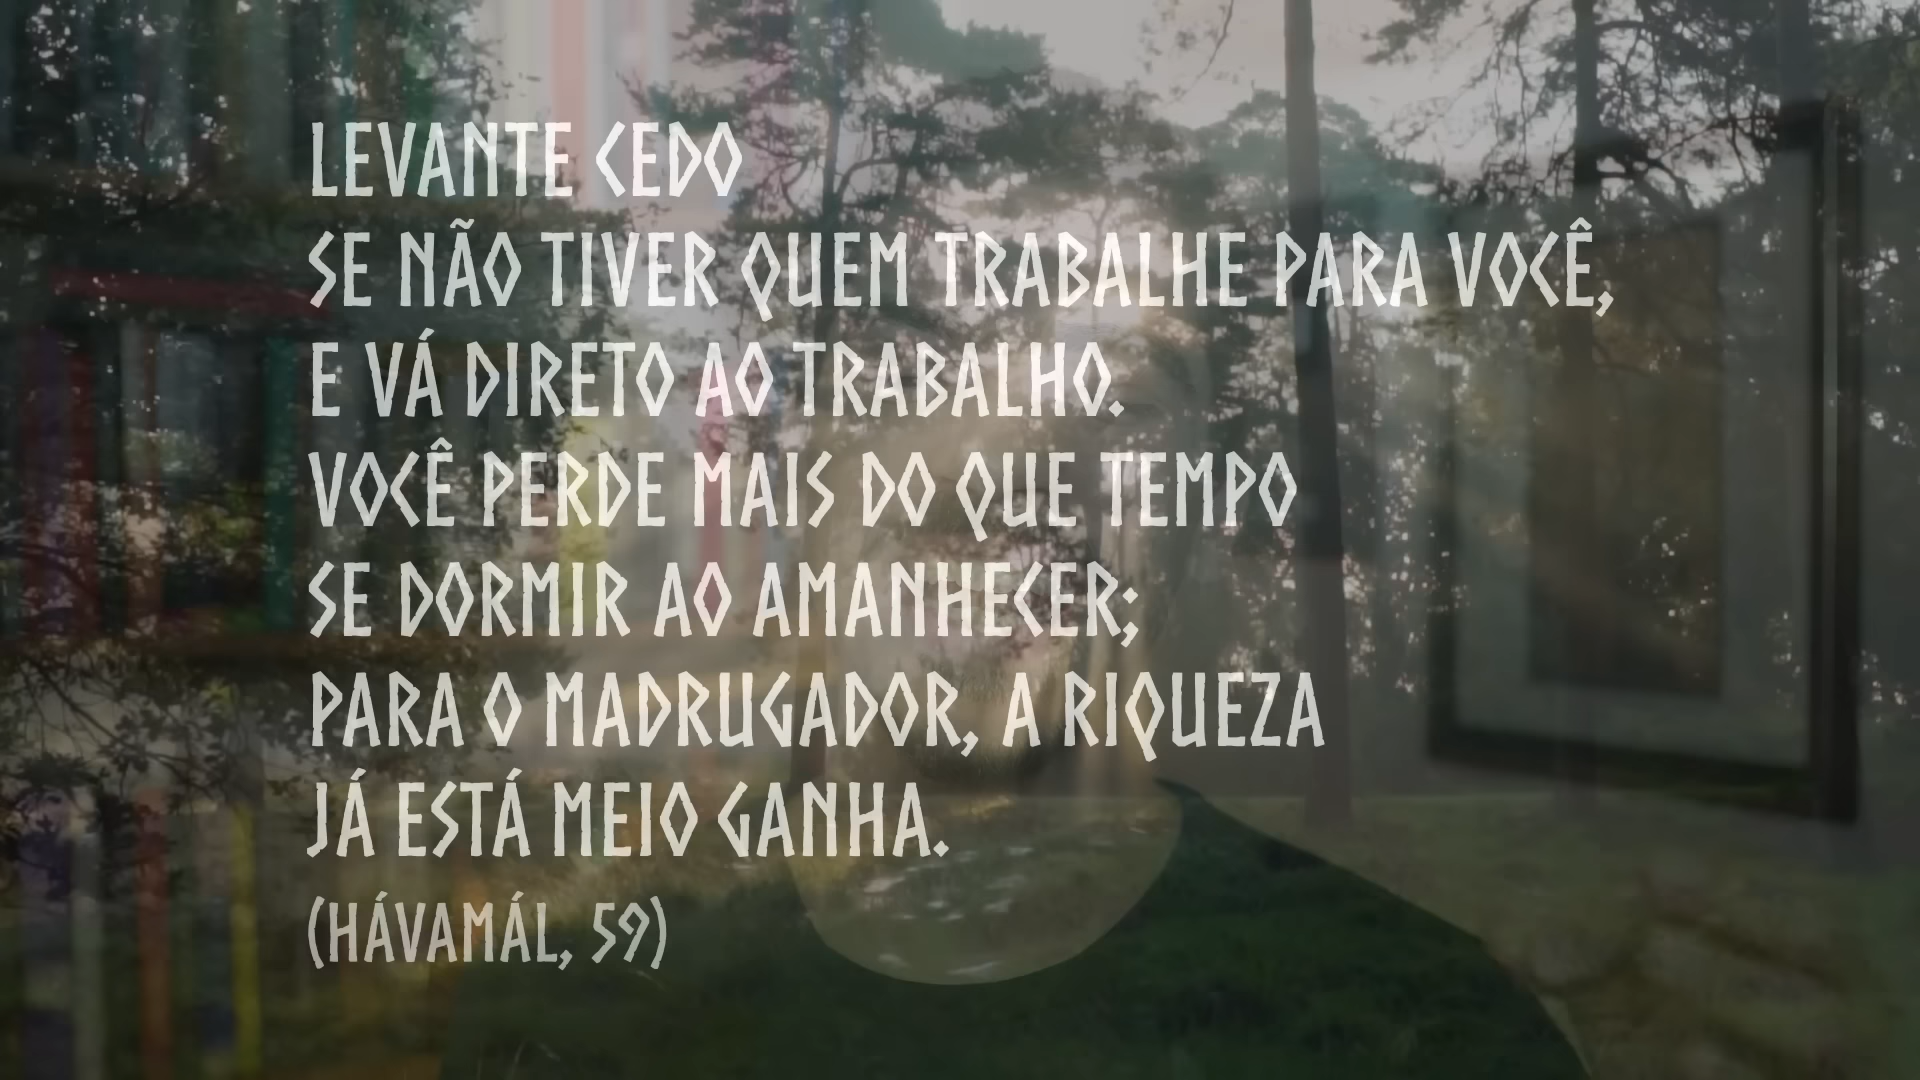 LEVANTE CEDO
SE NÃO TIVER QUEM TRABALHE PARA VOCÊ,
E VÁ DIRETO AO TRABALHO.
VOCÊ PERDE MAIS DO QUE TEMPO
SE DORMIR AO AMANHECER;
PARA O MADRUGADOR, A RIQUEZA
JÁ ESTÁ MEIO GANHA.
(HÁVAMÁL, 59)